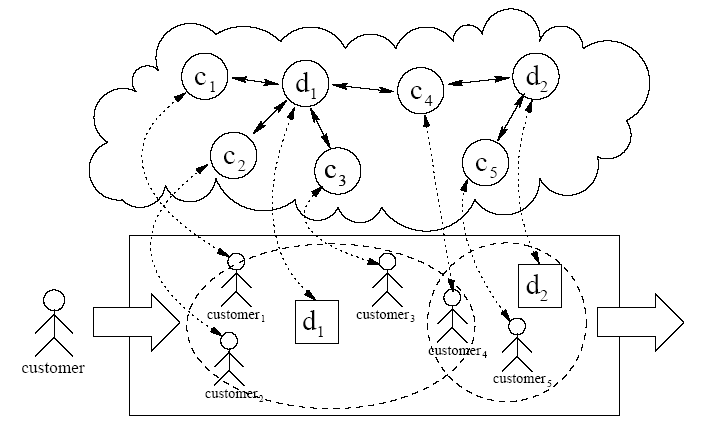 c1 d1 c4 d2
c2 c3 c5
customer1
d1
customer3
d2
customer
customer2
customer4
customer5